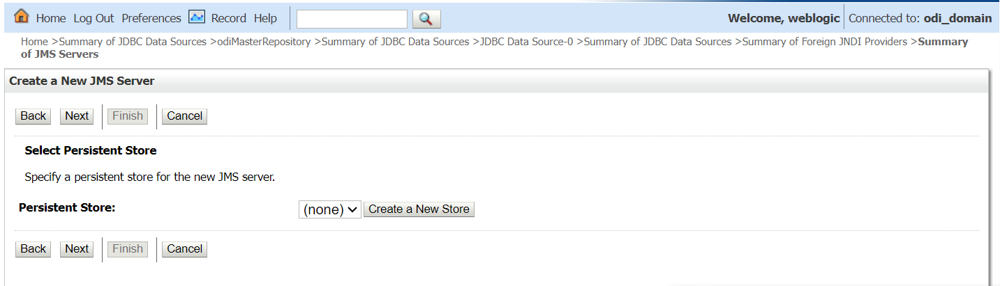 Home Log Out Preferences Record Help Welcome, weblogic Connected to: odi_domain
Home >Summary of JDBC Data Sources >odiMasterRepository >Summary of JDBC Data Sources >JDBC Data Source-0 >Summary of JDBC Data Sources >Summary of Foreign JNDI Providers >Summary
of JMS Servers
Create a New JMS Server
Back Next Finish Cancel
Select Persistent Store
Specify a persistent store for the new JMS server.
Persistent Store: (none) Create a New Store
Back Next Finish Cancel